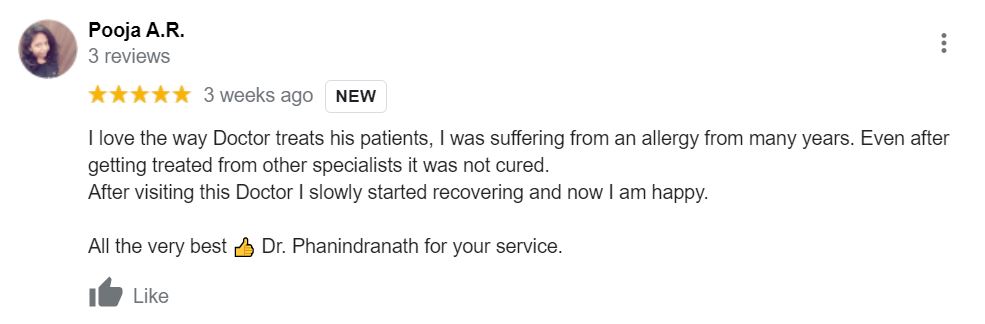 Pooja A.R.
3 reviews
3 weeks ago NEW
I love the way Doctor treats his patients, I was suffering from an allergy from many years. Even after
getting treated from other specialists it was not cured.
After visiting this Doctor I slowly started recovering and now I am happy.
All the very best 👍 Dr. Phanindranath for your service.
Like